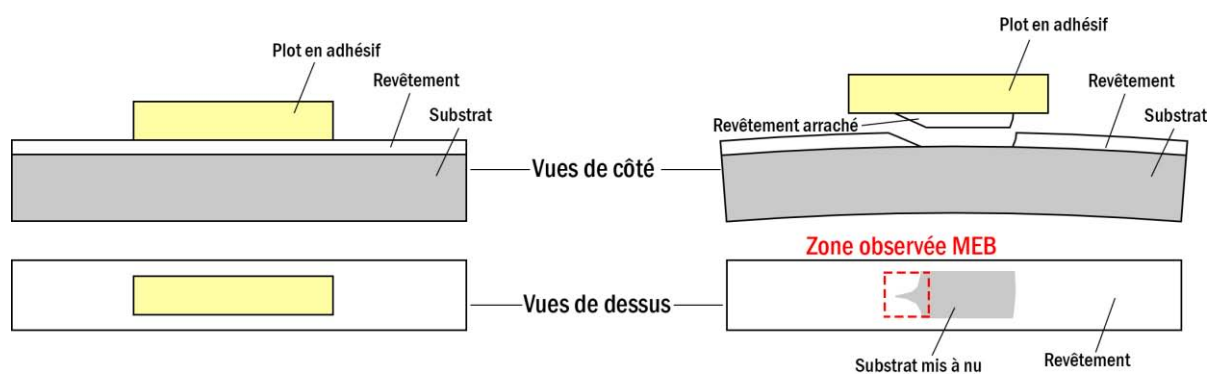 Plot en adhésif
Revêtement
Substrat
Plot en adhésif
Revêtement
Substrat
Revêtement arraché
Vues de côté
Zone observée MEB
Vues de dessus
Substrat mis à nu
Revêtement